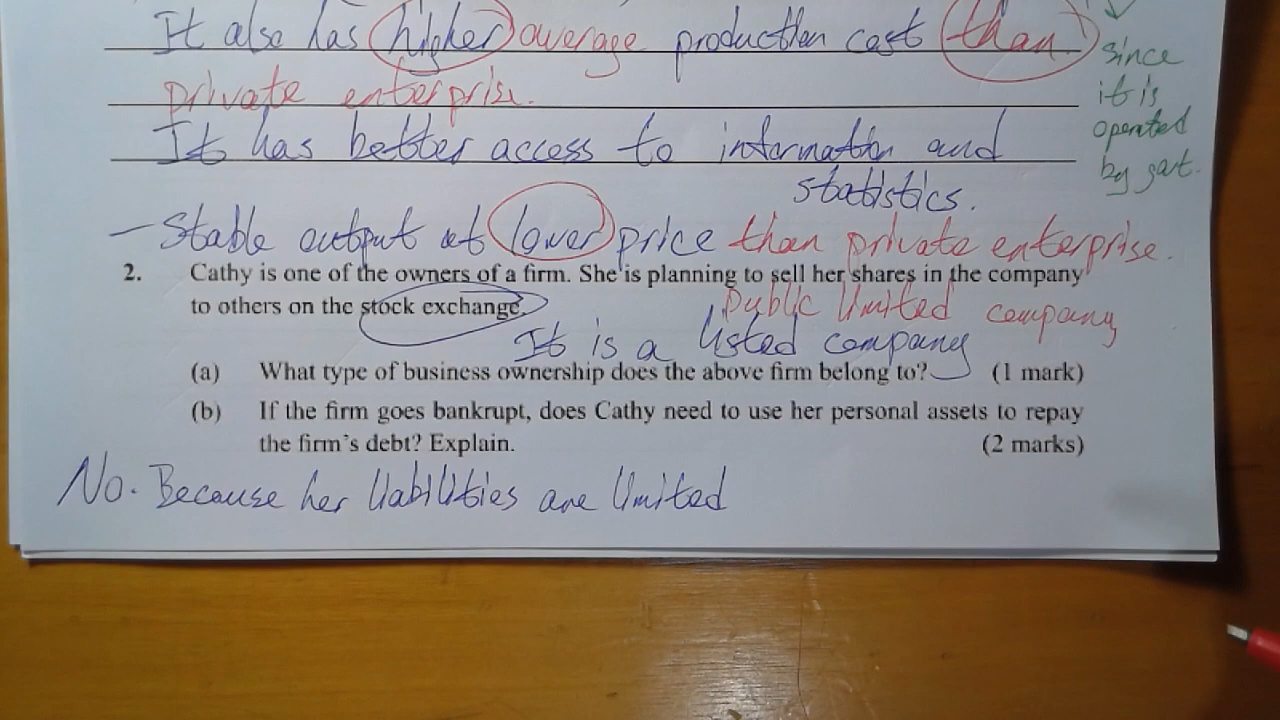 It also has higher average production cost than
private enterprise.
since
it is
operated
by gov't.
It has better access to information and
statistics.
- Stable output at lower price than private enterprise.
2. Cathy is one of the owners of a firm. She is planning to sell her shares in the company
to others on the stock exchange.
Public limited company
It is a listed company
(a) What type of business ownership does the above firm belong to? (1 mark)
(b) If the firm goes bankrupt, does Cathy need to use her personal assets to repay
the firm's debt? Explain. (2 marks)
No. Because her liabilities are limited